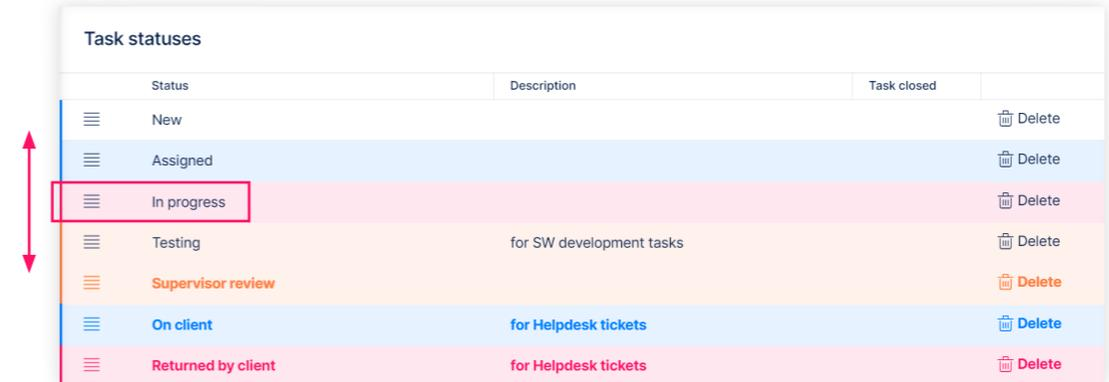 Task statuses
Status Description Task closed
New Delete
Assigned Delete
In progress Delete
Testing for SW development tasks Delete
Supervisor review Delete
On client for Helpdesk tickets Delete
Returned by client for Helpdesk tickets Delete